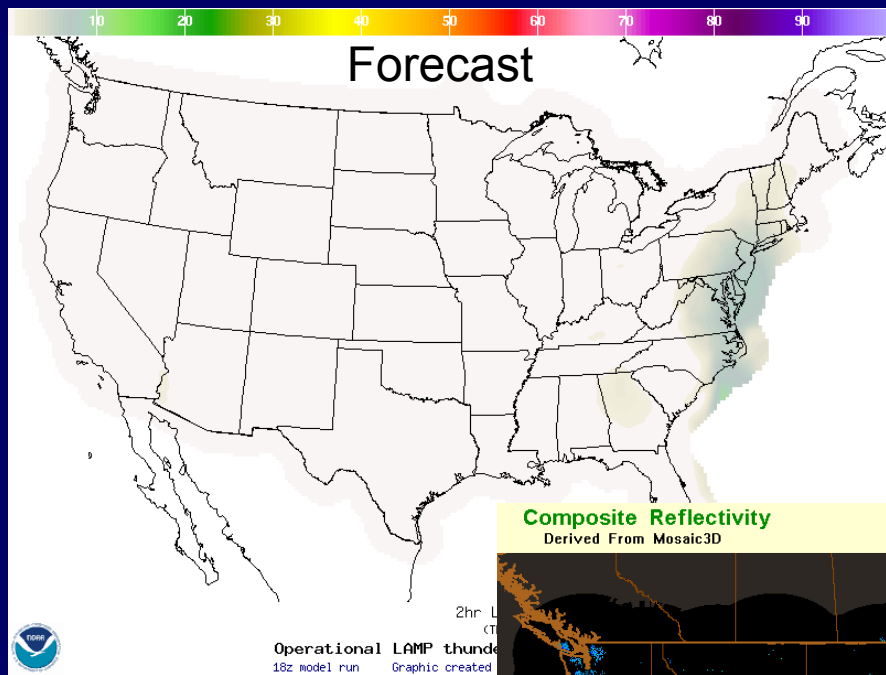 10 20 30 40 50 60 70 80 90
Forecast
Composite Reflectivity
Derived From Mosaic3D
2hr
Operational LAMP
18z model run Graphic created
NOAA